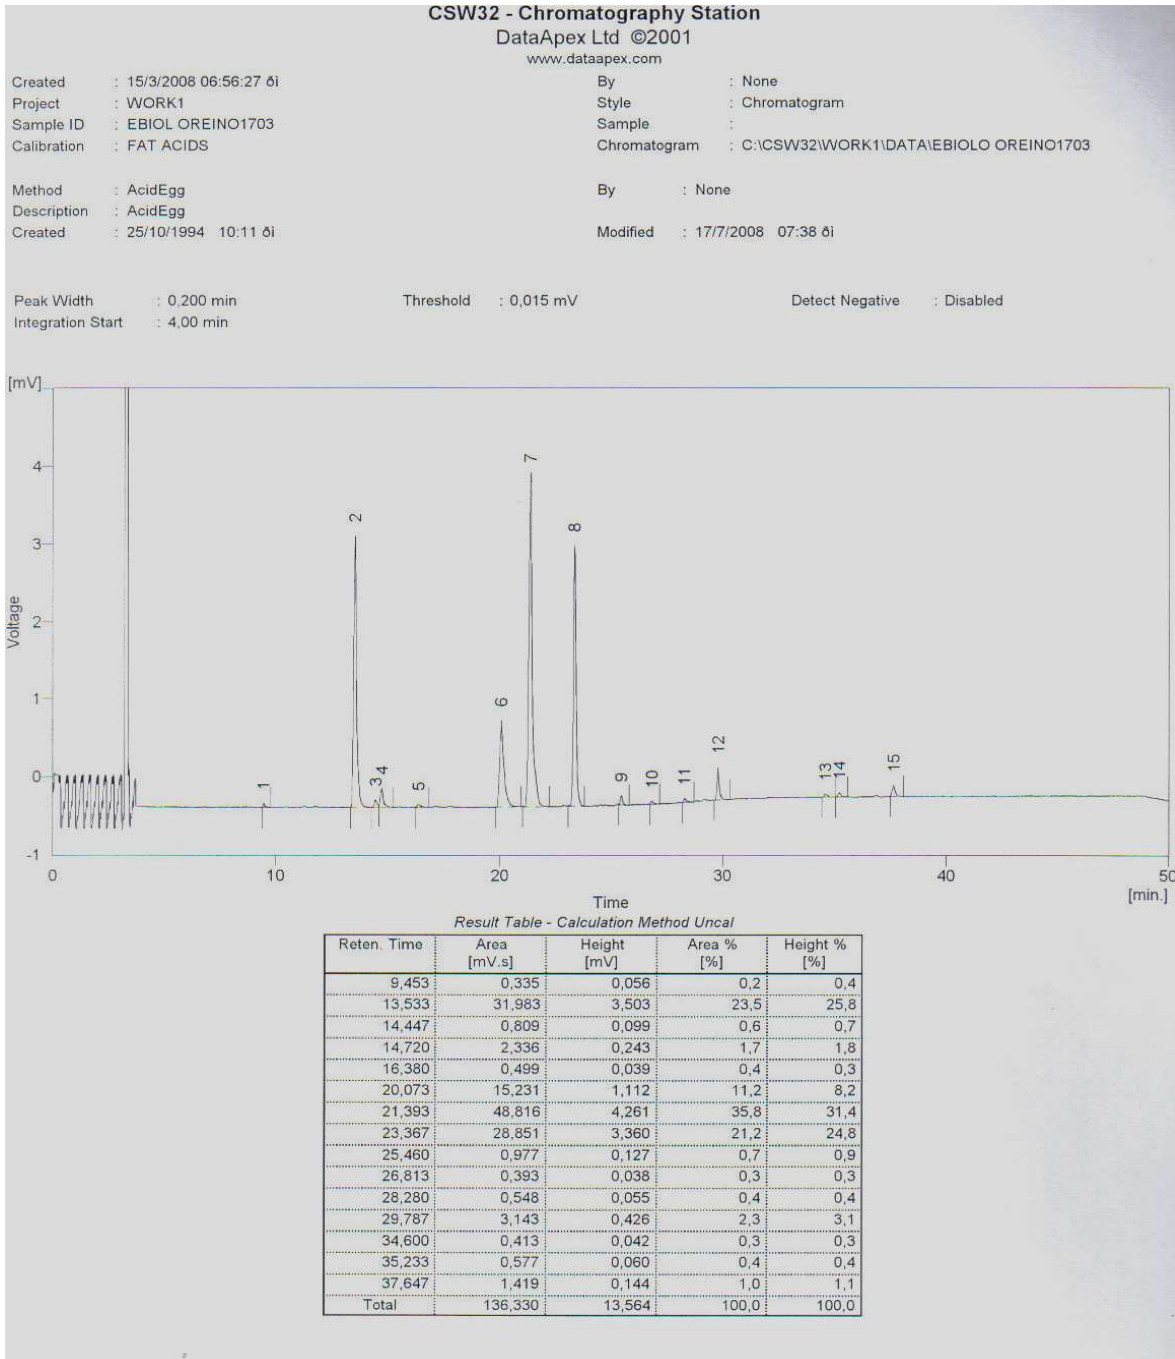 CSW32 - Chromatography Station
DataApex Ltd ©2001
www.dataapex.com
Created : 15/3/2008 06:56:27 ðì By : None
Project : WORK1 Style : Chromatogram
Sample ID : EBIOL OREINO1703 Sample :
Calibration : FAT ACIDS Chromatogram : C:\CSW32\WORK1\DATA\EBIOLO OREINO1703
Method : AcidEgg By : None
Description : AcidEgg
Created : 25/10/1994 10:11 ðì Modified : 17/7/2008 07:38 ðì
Peak Width : 0,200 min Threshold : 0,015 mV Detect Negative : Disabled
Integration Start : 4,00 min
[mV]
4
3
2
1
0
-1
Voltage
1
2
3
4
5
6
7
8
9
10
11
12
13
14
15
0 10 20 30 40 50
[min.]
Time
Result Table - Calculation Method Uncal
Reten. Time Area Height Area % Height %
[mV.s] [mV] [%] [%]
9,453 0,335 0,056 0,2 0,4
13,533 31,983 3,503 23,5 25,8
14,447 0,809 0,099 0,6 0,7
14,720 2,336 0,243 1,7 1,8
16,380 0,499 0,039 0,4 0,3
20,073 15,231 1,112 11,2 8,2
21,393 48,816 4,261 35,8 31,4
23,367 28,851 3,360 21,2 24,8
25,460 0,977 0,127 0,7 0,9
26,813 0,393 0,038 0,3 0,3
28,280 0,548 0,055 0,4 0,4
29,787 3,143 0,426 2,3 3,1
34,600 0,413 0,042 0,3 0,3
35,233 0,577 0,060 0,4 0,4
37,647 1,419 0,144 1,0 1,1
Total 136,330 13,564 100,0 100,0